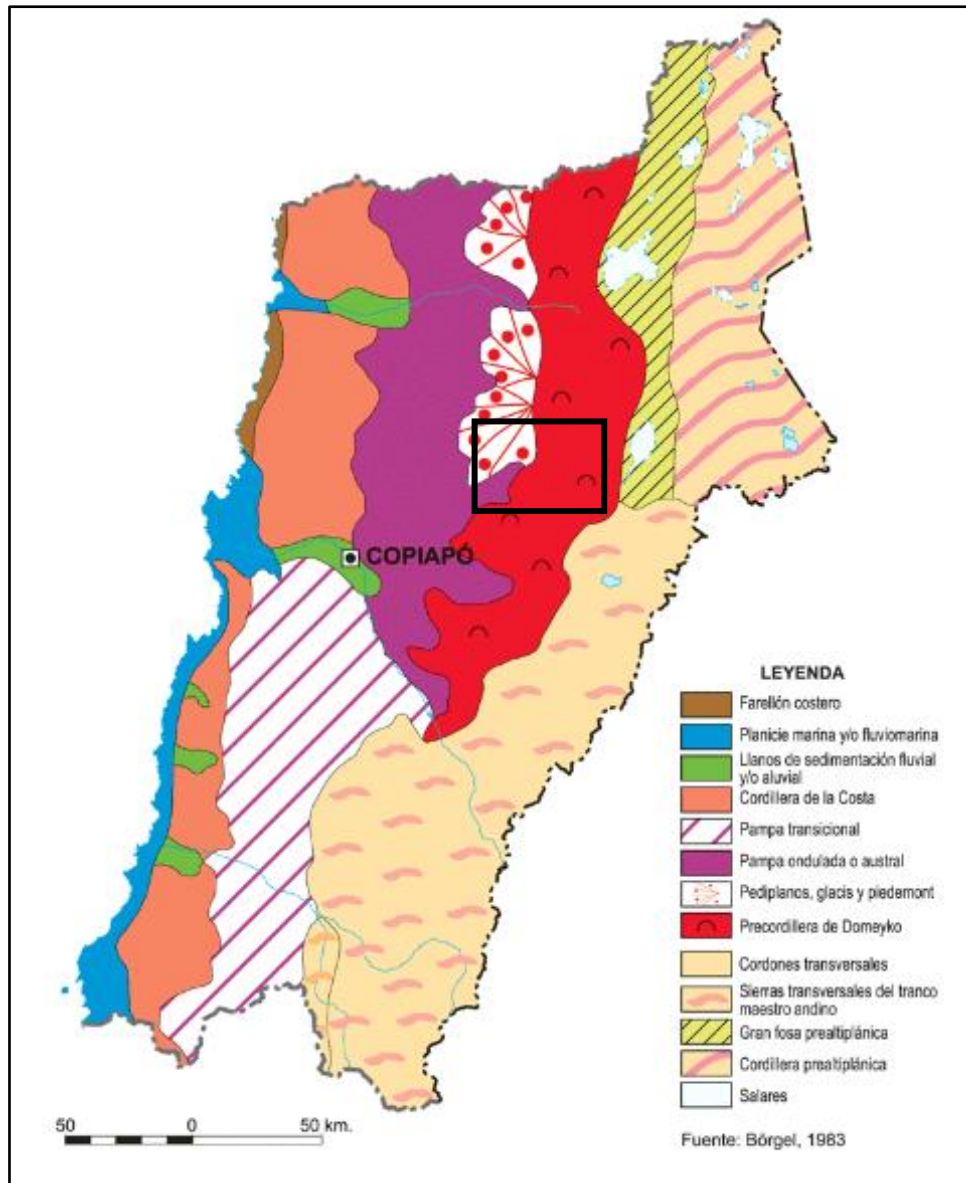 COPIAPÓ
LEYENDA
Farellón costero
Planicie marina y/o fluviomarina
Llanos de sedimentación fluvial
y/o aluvial
Cordillera de la Costa
Pampa transicional
Pampa ondulada o austral
Pediplanos, glacis y piedemont
Precordillera de Domeyko
Cordones transversales
Sierras transversales del tranco
maestro andino
Gran fosa prealtiplánica
Cordillera prealtiplánica
Salares
50 0 50 km.
Fuente: Börgel, 1983